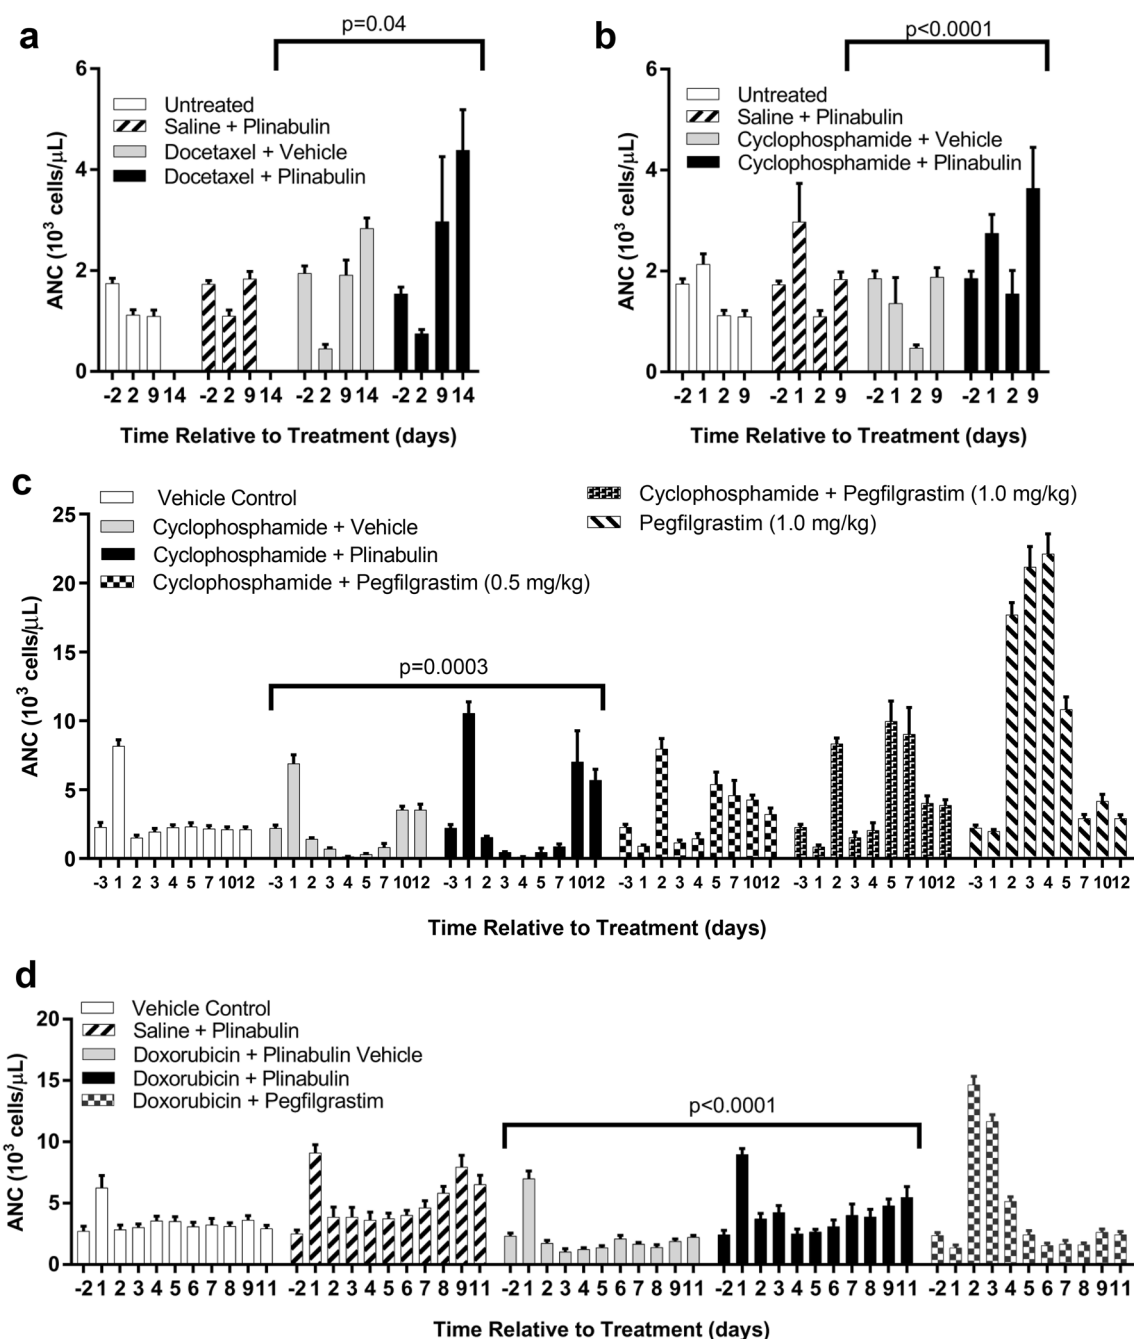 a
p=0.04
6
4
2
0
ANC (10³ cells/µL)
Untreated
Saline + Plinabulin
Docetaxel + Vehicle
Docetaxel + Plinabulin
-2 2 9 14 -2 2 9 14 -2 2 9 14 -2 2 9 14
Time Relative to Treatment (days)
b
p<0.0001
6
4
2
0
ANC (10³ cells/µL)
Untreated
Saline + Plinabulin
Cyclophosphamide + Vehicle
Cyclophosphamide + Plinabulin
-2 1 2 9 -2 1 2 9 -2 1 2 9 -2 1 2 9
Time Relative to Treatment (days)
c
Vehicle Control
Cyclophosphamide + Vehicle
Cyclophosphamide + Plinabulin
Cyclophosphamide + Pegfilgrastim (0.5 mg/kg)
Cyclophosphamide + Pegfilgrastim (1.0 mg/kg)
Pegfilgrastim (1.0 mg/kg)
25
20
15
10
5
0
ANC (10³ cells/µL)
p=0.0003
-3 1 2 3 4 5 7 1012 -3 1 2 3 4 5 7 1012 -3 1 2 3 4 5 7 1012 -3 1 2 3 4 5 7 1012 -3 1 2 3 4 5 7 1012 -3 1 2 3 4 5 7 1012
Time Relative to Treatment (days)
d
Vehicle Control
Saline + Plinabulin
Doxorubicin + Plinabulin Vehicle
Doxorubicin + Plinabulin
Doxorubicin + Pegfilgrastim
20
15
10
5
0
ANC (10³ cells/µL)
p<0.0001
-2 1 2 3 4 5 6 7 8 9 11 -2 1 2 3 4 5 6 7 8 9 11 -2 1 2 3 4 5 6 7 8 9 11 -2 1 2 3 4 5 6 7 8 9 11 -2 1 2 3 4 5 6 7 8 9 11
Time Relative to Treatment (days)